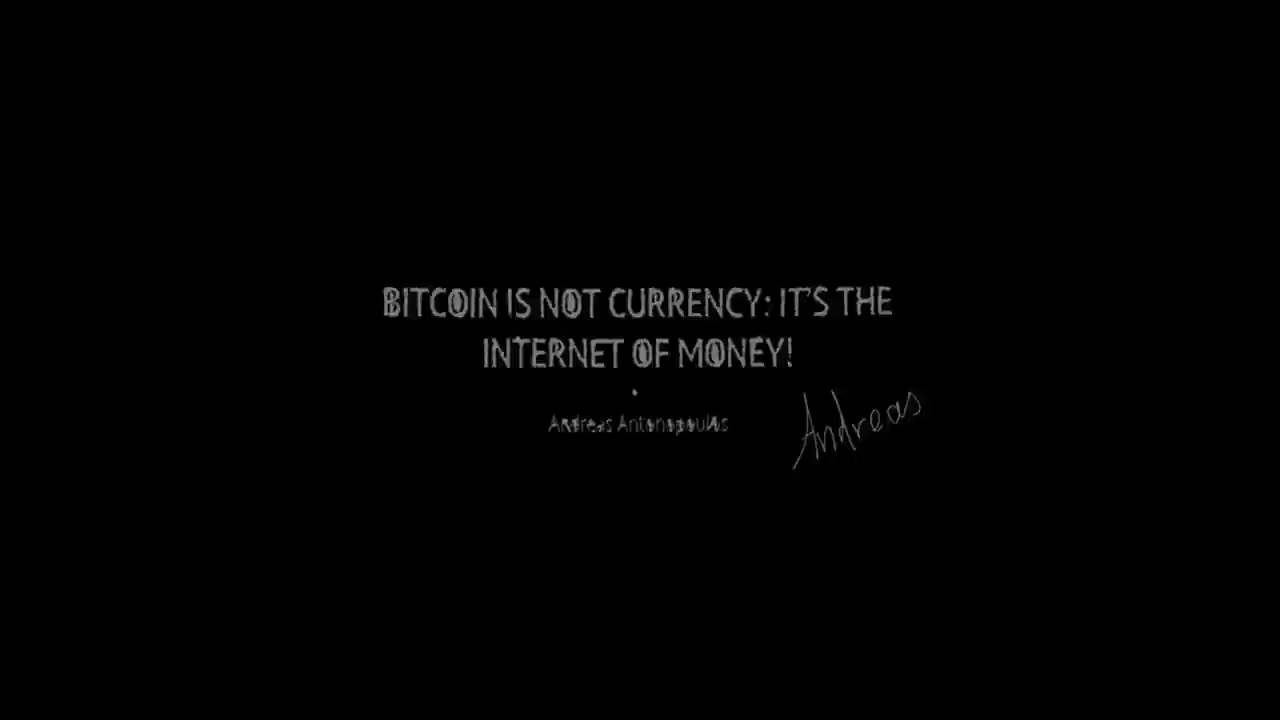 BITCOIN IS NOT CURRENCY: IT'S THE
INTERNET OF MONEY!
Andreas Antonopoulos
Andreas